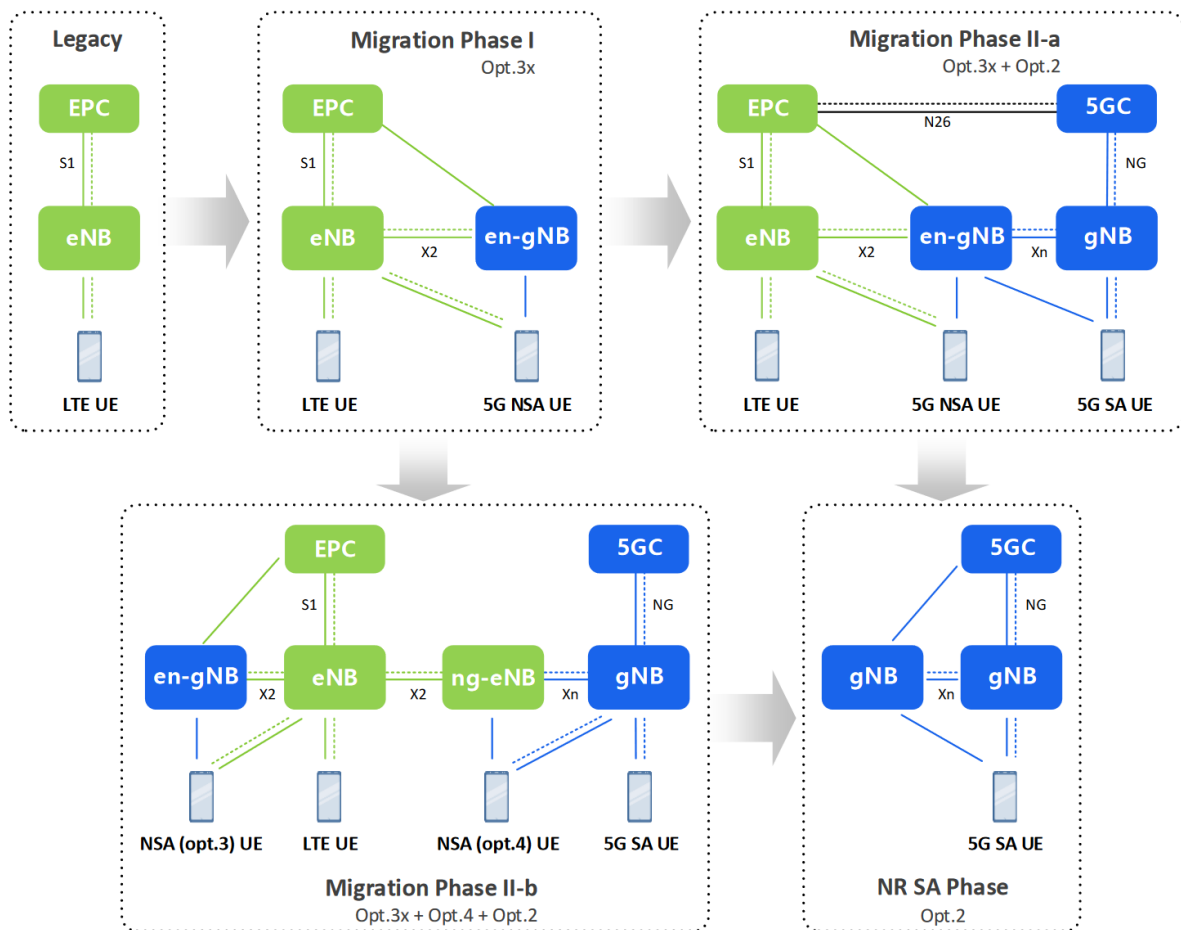 Legacy
EPC
S1
eNB
LTE UE
Migration Phase I
Opt.3x
EPC
S1
eNB
X2
en-gNB
LTE UE
5G NSA UE
Migration Phase II-a
Opt.3x + Opt.2
EPC
N26
5GC
S1
NG
eNB
X2
en-gNB
Xn
gNB
LTE UE
5G NSA UE
5G SA UE
EPC
5GC
S1
NG
en-gNB
X2
eNB
X2
ng-eNB
Xn
gNB
NSA (opt.3) UE
LTE UE
NSA (opt.4) UE
5G SA UE
Migration Phase II-b
Opt.3x + Opt.4 + Opt.2
5GC
NG
gNB
Xn
gNB
5G SA UE
NR SA Phase
Opt.2